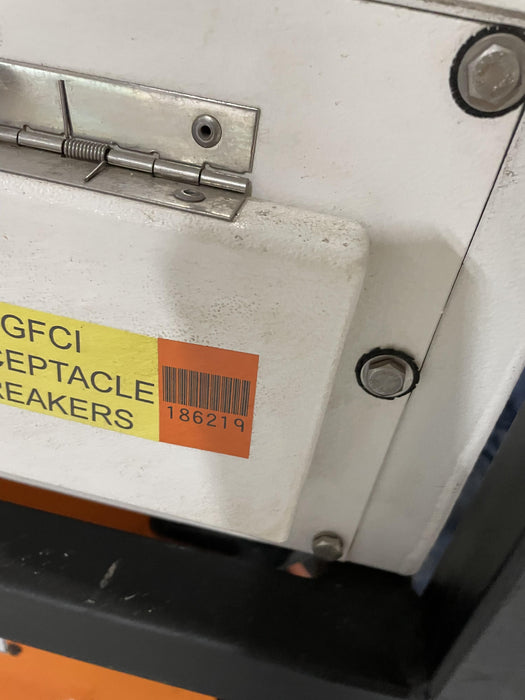 GFCI
CEPTACLE
REAKERS
186219